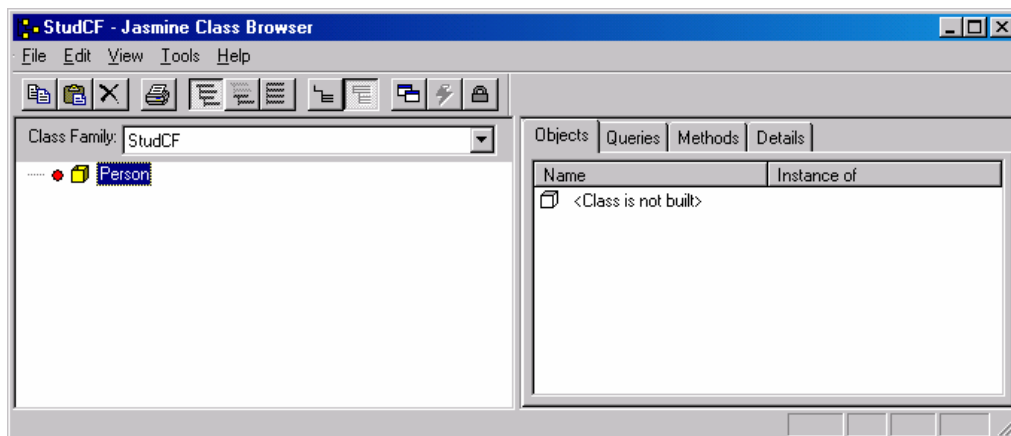 StudCF - Jasmine Class Browser
File Edit View Tools Help
Class Family: StudCF
Person
Objects Queries Methods Details
Name Instance of
<Class is not built>